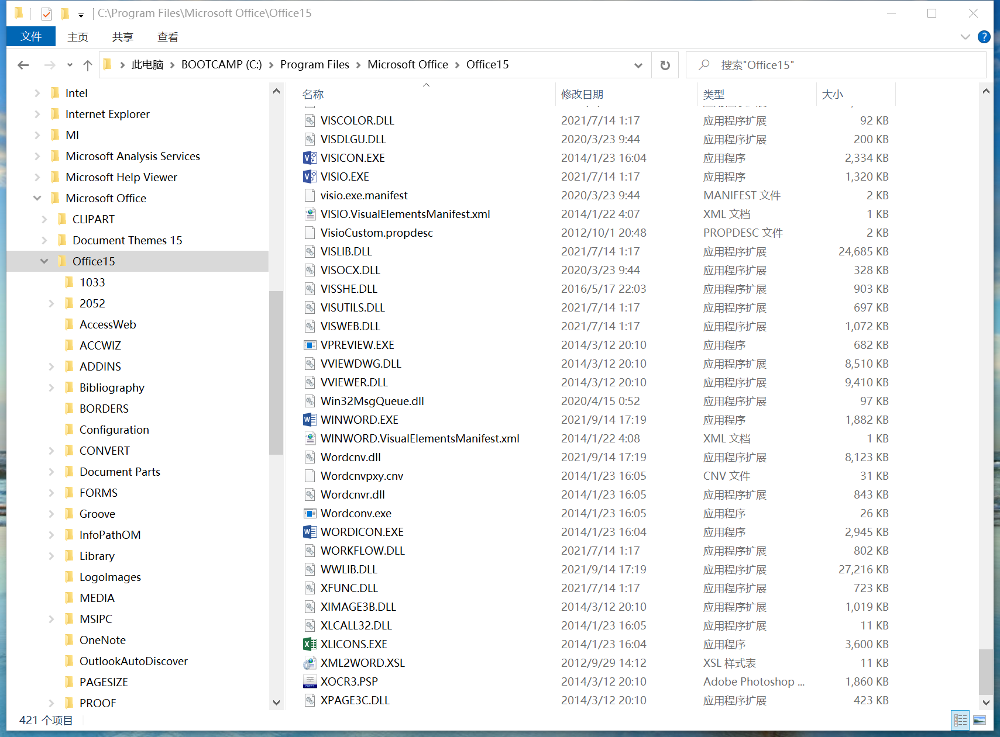 C:\Program Files\Microsoft Office\Office15
文件 主页 共享 查看
此电脑 BOOTCAMP (C:) Program Files Microsoft Office Office15
搜索"Office15"
Intel
Internet Explorer
MI
Microsoft Analysis Services
Microsoft Help Viewer
Microsoft Office
CLIPART
Document Themes 15
Office15
1033
2052
AccessWeb
ACCWIZ
ADDINS
Bibliography
BORDERS
Configuration
CONVERT
Document Parts
FORMS
Groove
InfoPathOM
Library
LogoImages
MEDIA
MSIPC
OneNote
OutlookAutoDiscover
PAGESIZE
PROOF
名称 修改日期 类型 大小
VISCOLOR.DLL 2021/7/14 1:17 应用程序扩展 92 KB
VISDLGU.DLL 2020/3/23 9:44 应用程序扩展 200 KB
VISICON.EXE 2014/1/23 16:04 应用程序 2,334 KB
VISIO.EXE 2021/7/14 1:17 应用程序 1,320 KB
visio.exe.manifest 2020/3/23 9:44 MANIFEST 文件 2 KB
VISIO.VisualElementsManifest.xml 2014/1/22 4:07 XML 文档 1 KB
VisioCustom.propdesc 2012/10/1 20:48 PROPDESC 文件 2 KB
VISLIB.DLL 2021/7/14 1:17 应用程序扩展 24,685 KB
VISOCX.DLL 2020/3/23 9:44 应用程序扩展 328 KB
VISSHE.DLL 2016/5/17 22:03 应用程序扩展 903 KB
VISUTILS.DLL 2021/7/14 1:17 应用程序扩展 697 KB
VISWEB.DLL 2021/7/14 1:17 应用程序扩展 1,072 KB
VPREVIEW.EXE 2014/3/12 20:10 应用程序 682 KB
VVIEWDWG.DLL 2014/3/12 20:10 应用程序扩展 8,510 KB
VVIEWER.DLL 2014/3/12 20:10 应用程序扩展 9,410 KB
Win32MsgQueue.dll 2020/4/15 0:52 应用程序扩展 97 KB
WINWORD.EXE 2021/9/14 17:19 应用程序 1,882 KB
WINWORD.VisualElementsManifest.xml 2014/1/22 4:08 XML 文档 1 KB
Wordcnv.dll 2021/9/14 17:19 应用程序扩展 8,123 KB
Wordcnvpxy.cnv 2014/1/23 16:05 CNV 文件 31 KB
Wordcnvr.dll 2014/1/23 16:05 应用程序扩展 843 KB
Wordconv.exe 2014/1/23 16:05 应用程序 26 KB
WORDICON.EXE 2014/1/23 16:04 应用程序 2,945 KB
WORKFLOW.DLL 2021/7/14 1:17 应用程序扩展 802 KB
WWLIB.DLL 2021/9/14 17:19 应用程序扩展 27,216 KB
XFUNC.DLL 2021/7/14 1:17 应用程序扩展 723 KB
XIMAGE3B.DLL 2014/3/12 20:10 应用程序扩展 1,019 KB
XLCALL32.DLL 2014/1/23 16:05 应用程序扩展 11 KB
XLICONS.EXE 2014/1/23 16:04 应用程序 3,600 KB
XML2WORD.XSL 2012/9/29 14:12 XSL 样式表 11 KB
XOCR3.PSP 2014/3/12 20:10 Adobe Photoshop ... 1,860 KB
XPAGE3C.DLL 2014/3/12 20:10 应用程序扩展 423 KB
421 个项目